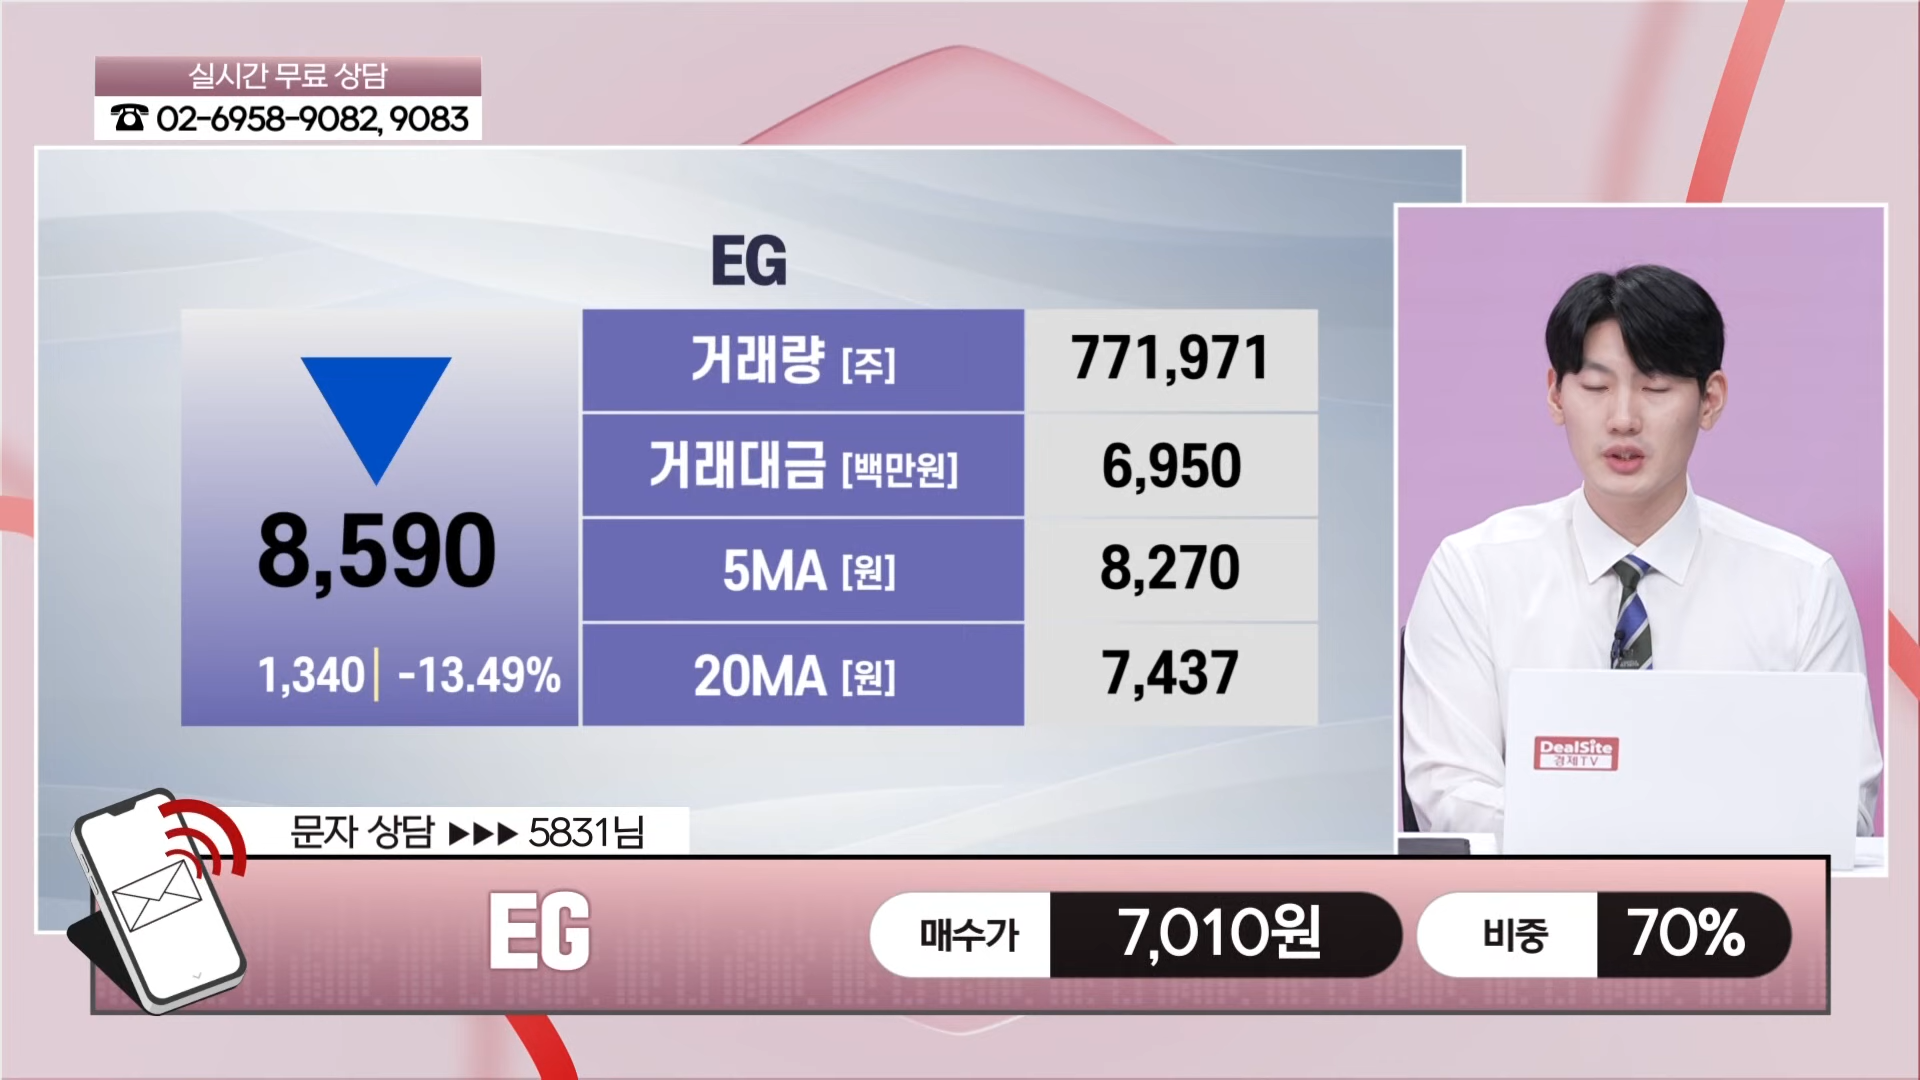 실시간 무료 상담
☎ 02-6958-9082, 9083
EG
8,590
1,340 | -13.49%
거래량 [주] 771,971
거래대금 [백만원] 6,950
5MA [원] 8,270
20MA [원] 7,437
DealSite
경제TV
문자 상담 ▶▶▶ 5831님
EG
매수가 7,010원
비중 70%